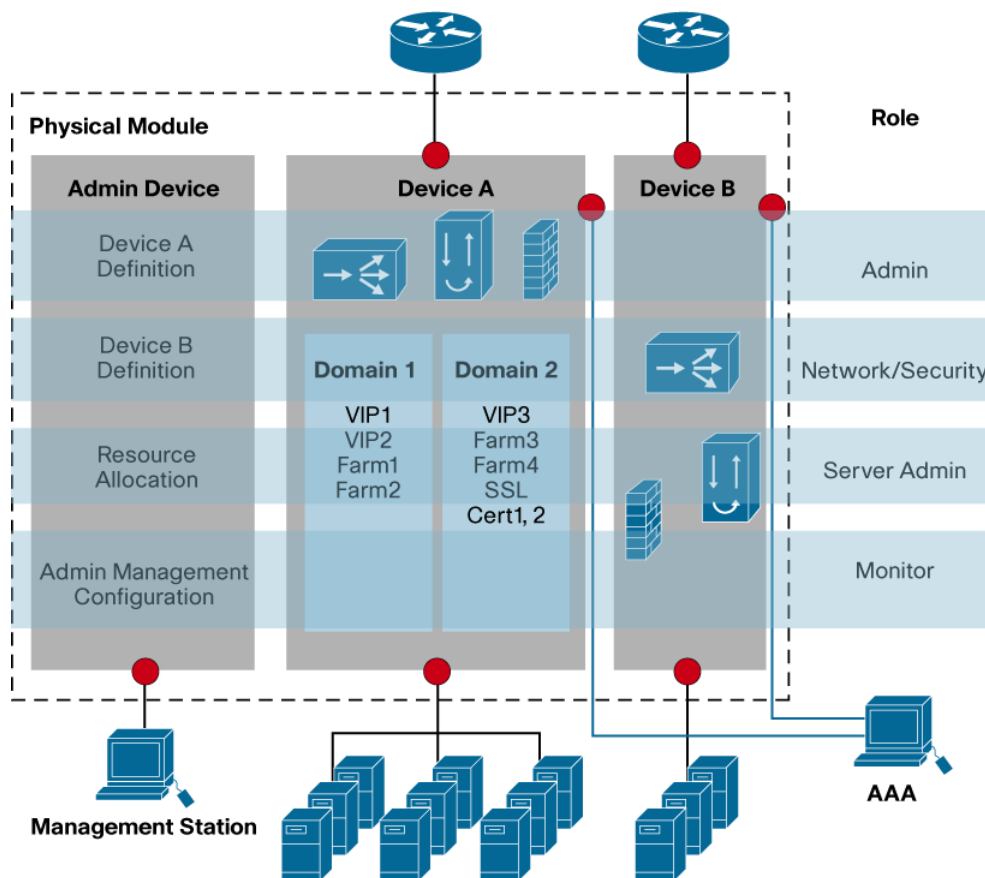 Physical Module
Role
Admin Device
Device A
Device B
Device A
Definition
Admin
Device B
Definition
Domain 1
Domain 2
Network/Security
VIP1
VIP2
Farm1
Farm2
VIP3
Farm3
Farm4
SSL
Cert1, 2
Resource
Allocation
Server Admin
Admin Management
Configuration
Monitor
Management Station
AAA